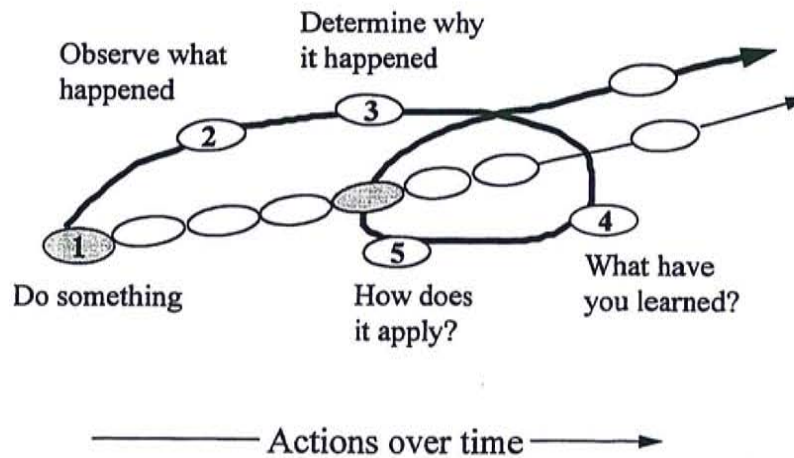 Determine why
it happened
Observe what
happened
3
2
1
4
5
Do something
How does
it apply?
What have
you learned?
Actions over time